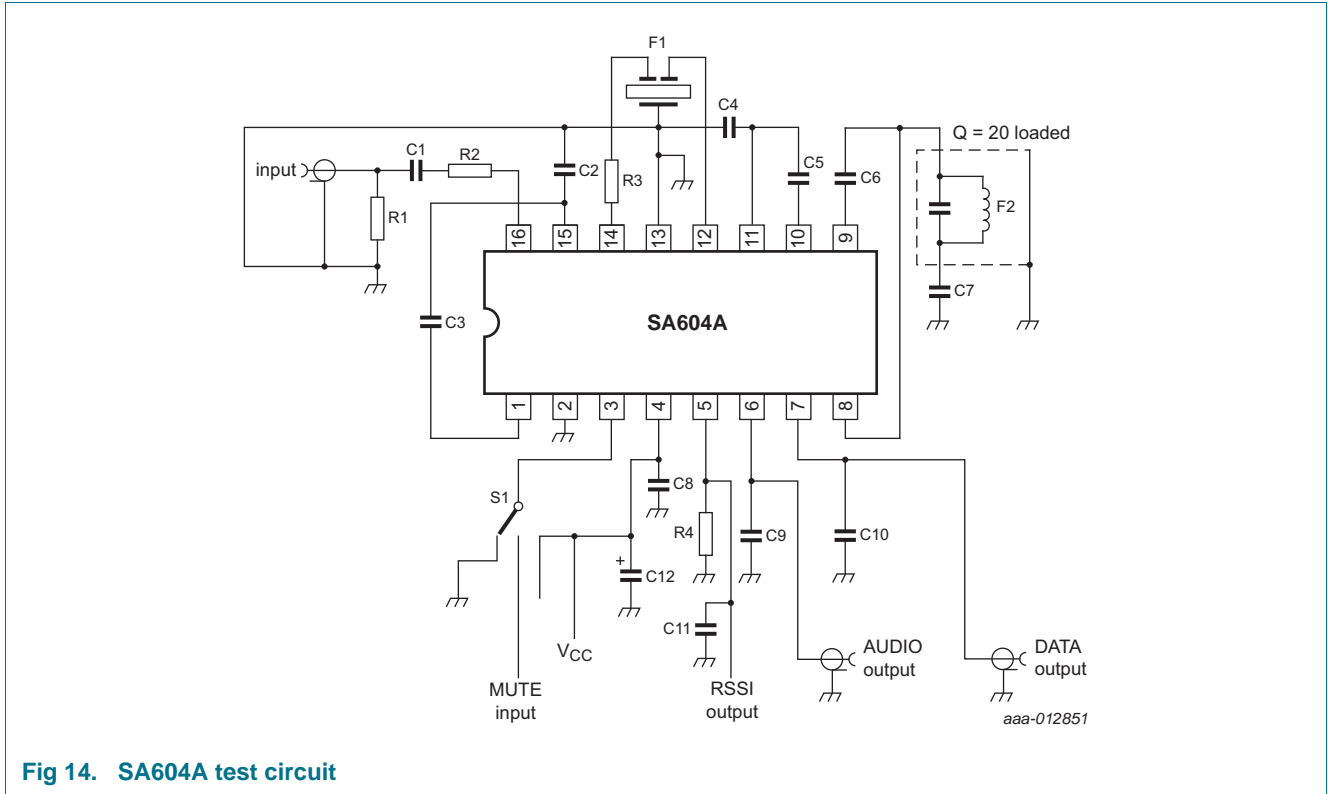 F1
C4
Q = 20 loaded
input
C1
R2
C2
R3
C5
C6
F2
R1
16
15
14
13
12
11
10
9
C7
C3
SA604A
1
2
3
4
5
6
7
8
S1
C8
R4
C9
C10
+
C12
C11
VCC
MUTE
input
RSSI
output
AUDIO
output
DATA
output
aaa-012851
Fig 14. SA604A test circuit